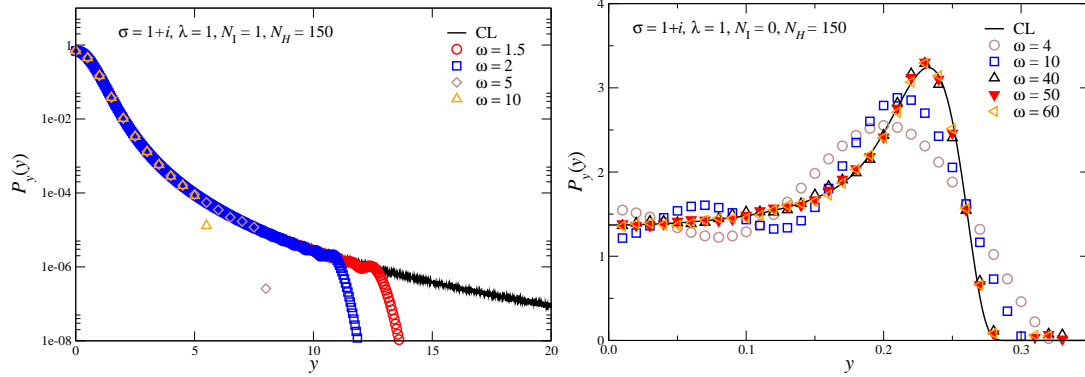 σ = 1+i, λ = 1, N_I = 1, N_H = 150
CL
ω = 1.5
ω = 2
ω = 5
ω = 10
P_y(y)
1
1e-02
1e-04
1e-06
1e-08
0
5
10
15
20
y
σ = 1+i, λ = 1, N_I = 0, N_H = 150
CL
ω = 4
ω = 10
ω = 40
ω = 50
ω = 60
P_y(y)
4
3
2
1
0
0.0
0.1
0.2
0.3
y